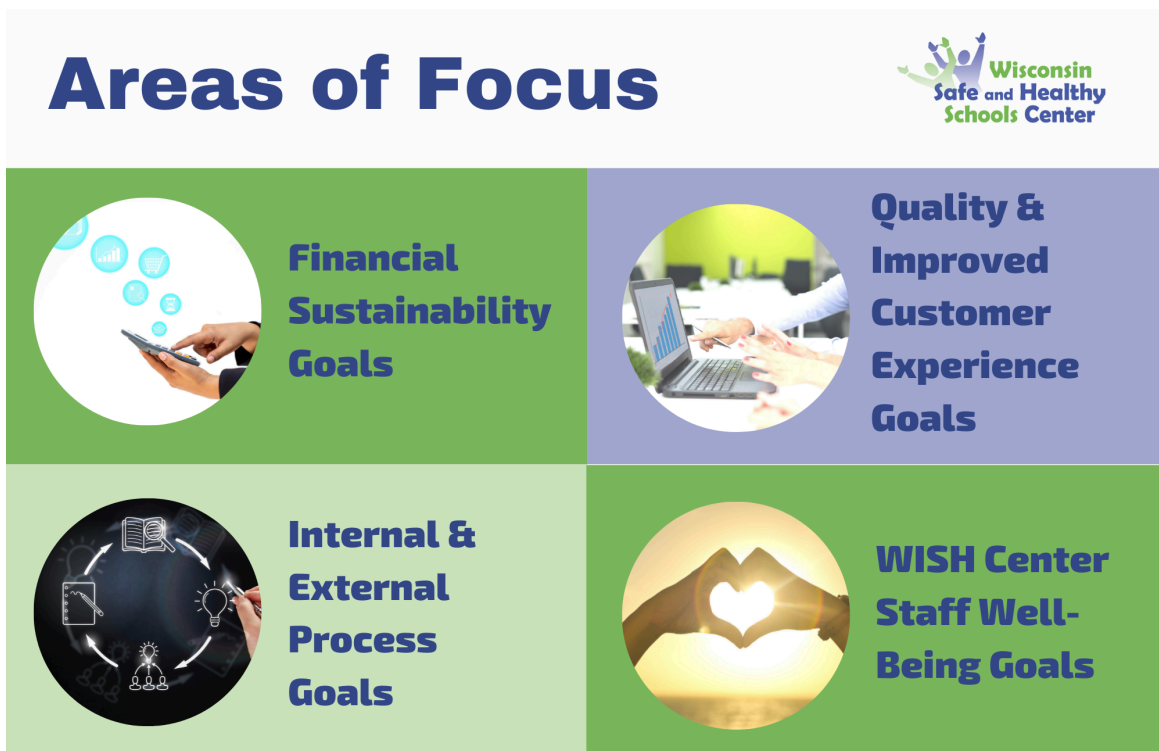 Areas of Focus
Wisconsin
Safe and Healthy
Schools Center
Financial
Sustainability
Goals
Quality &
Improved
Customer
Experience
Goals
Internal &
External
Process
Goals
WISH Center
Staff Well-
Being Goals